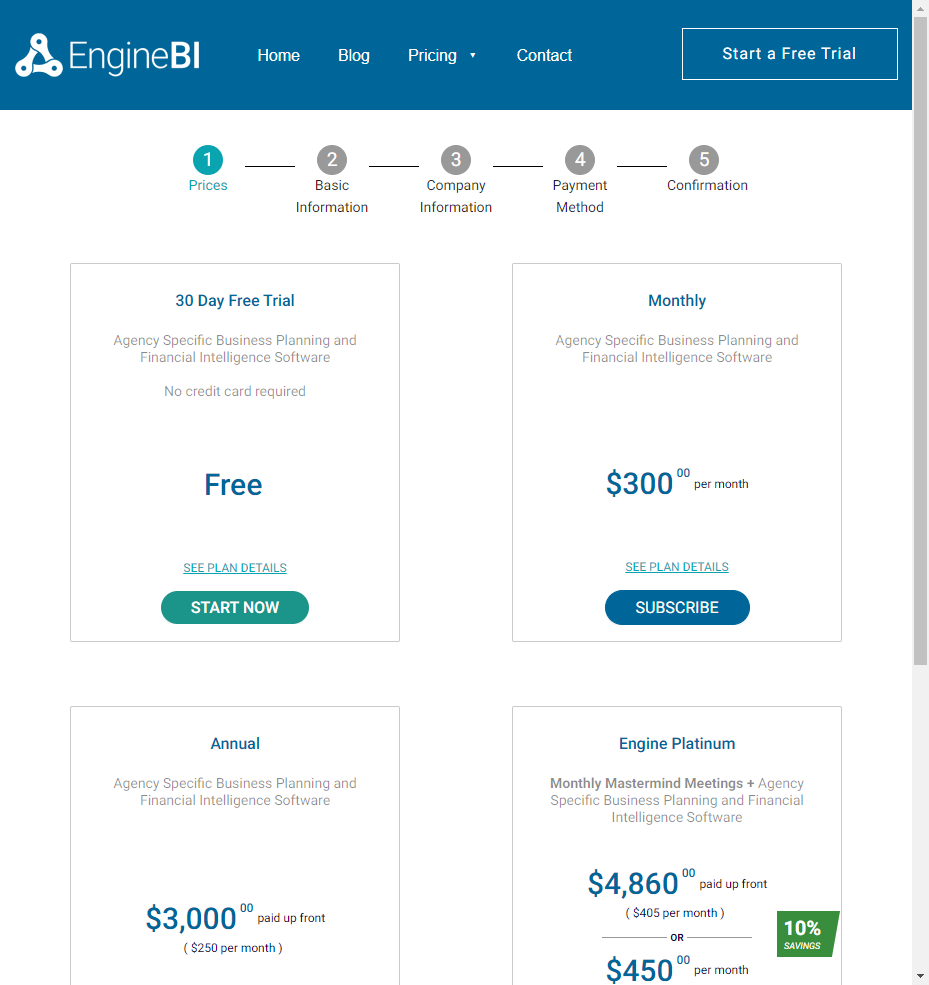 EngineBI
Home
Blog
Pricing ▼
Contact
Start a Free Trial
1
Prices
2
Basic
Information
3
Company
Information
4
Payment
Method
5
Confirmation
30 Day Free Trial
Agency Specific Business Planning and
Financial Intelligence Software
No credit card required
Free
SEE PLAN DETAILS
START NOW
Monthly
Agency Specific Business Planning and
Financial Intelligence Software
$300 00 per month
SEE PLAN DETAILS
SUBSCRIBE
Annual
Agency Specific Business Planning and
Financial Intelligence Software
$3,000 00 paid up front
( $250 per month )
Engine Platinum
Monthly Mastermind Meetings + Agency
Specific Business Planning and Financial
Intelligence Software
$4,860 00 paid up front
( $405 per month )
OR
10%
SAVINGS
$450 00 per month